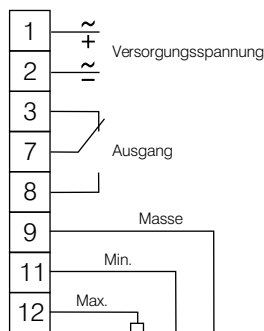 1 ~ +
Versorgungsspannung
2 ~ –
3
7 Ausgang
8
9 Masse
11 Min.
12 Max.